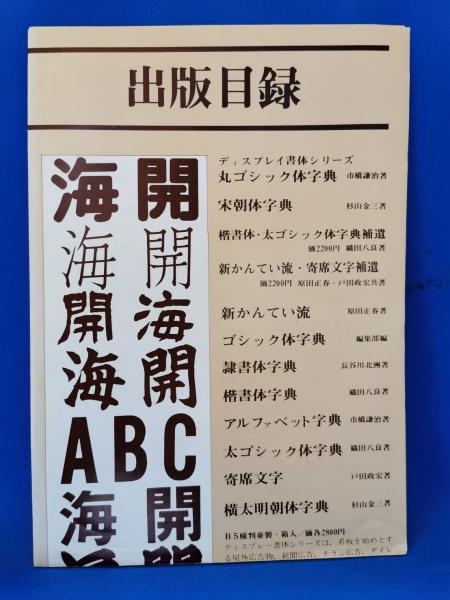 出版目録
海開
海開
開海
海開
ABC
海開
ディスプレイ書体シリーズ
丸ゴシック体字典 市橋謙治著
宋朝体字典 杉山金三著
楷書体・太ゴシック体字典補遺
価2200円 織田八良著
新かんてい流・寄席文字補遺
価2200円 原田正春・戸田政宏共著
新かんてい流 原田正春著
ゴシック体字典 編集部編
隷書体字典 長谷川北洲著
楷書体字典 織田八良著
アルファベット字典 市橋謙治著
太ゴシック体字典 織田八良著
寄席文字 戸田政宏著
横太明朝体字典 杉山金三著
B5横判並製・箱入/価各2800円
ディスプレー書体シリーズは、看板を始めとす
る屋外広告物、新聞広告、チラシ広告、ダイレ